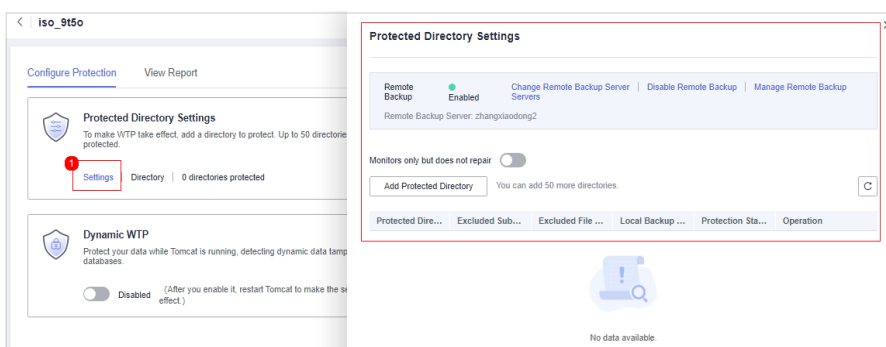 < iso_9t5o
Configure Protection View Report
Protected Directory Settings
To make WTP take effect, add a directory to protect. Up to 50 directorie
protected.
1
Settings Directory 0 directories protected
Dynamic WTP
Protect your data while Tomcat is running, detecting dynamic data tamp
databases.
Disabled (After you enable it, restart Tomcat to make the se
effect.)
Protected Directory Settings
Remote Backup Enabled Change Remote Backup Server Disable Remote Backup Manage Remote Backup Servers
Remote Backup Server: zhangxiaodong2
Monitors only but does not repair
Add Protected Directory You can add 50 more directories.
Protected Dire... Excluded Sub... Excluded File ... Local Backup ... Protection Sta... Operation
No data available.